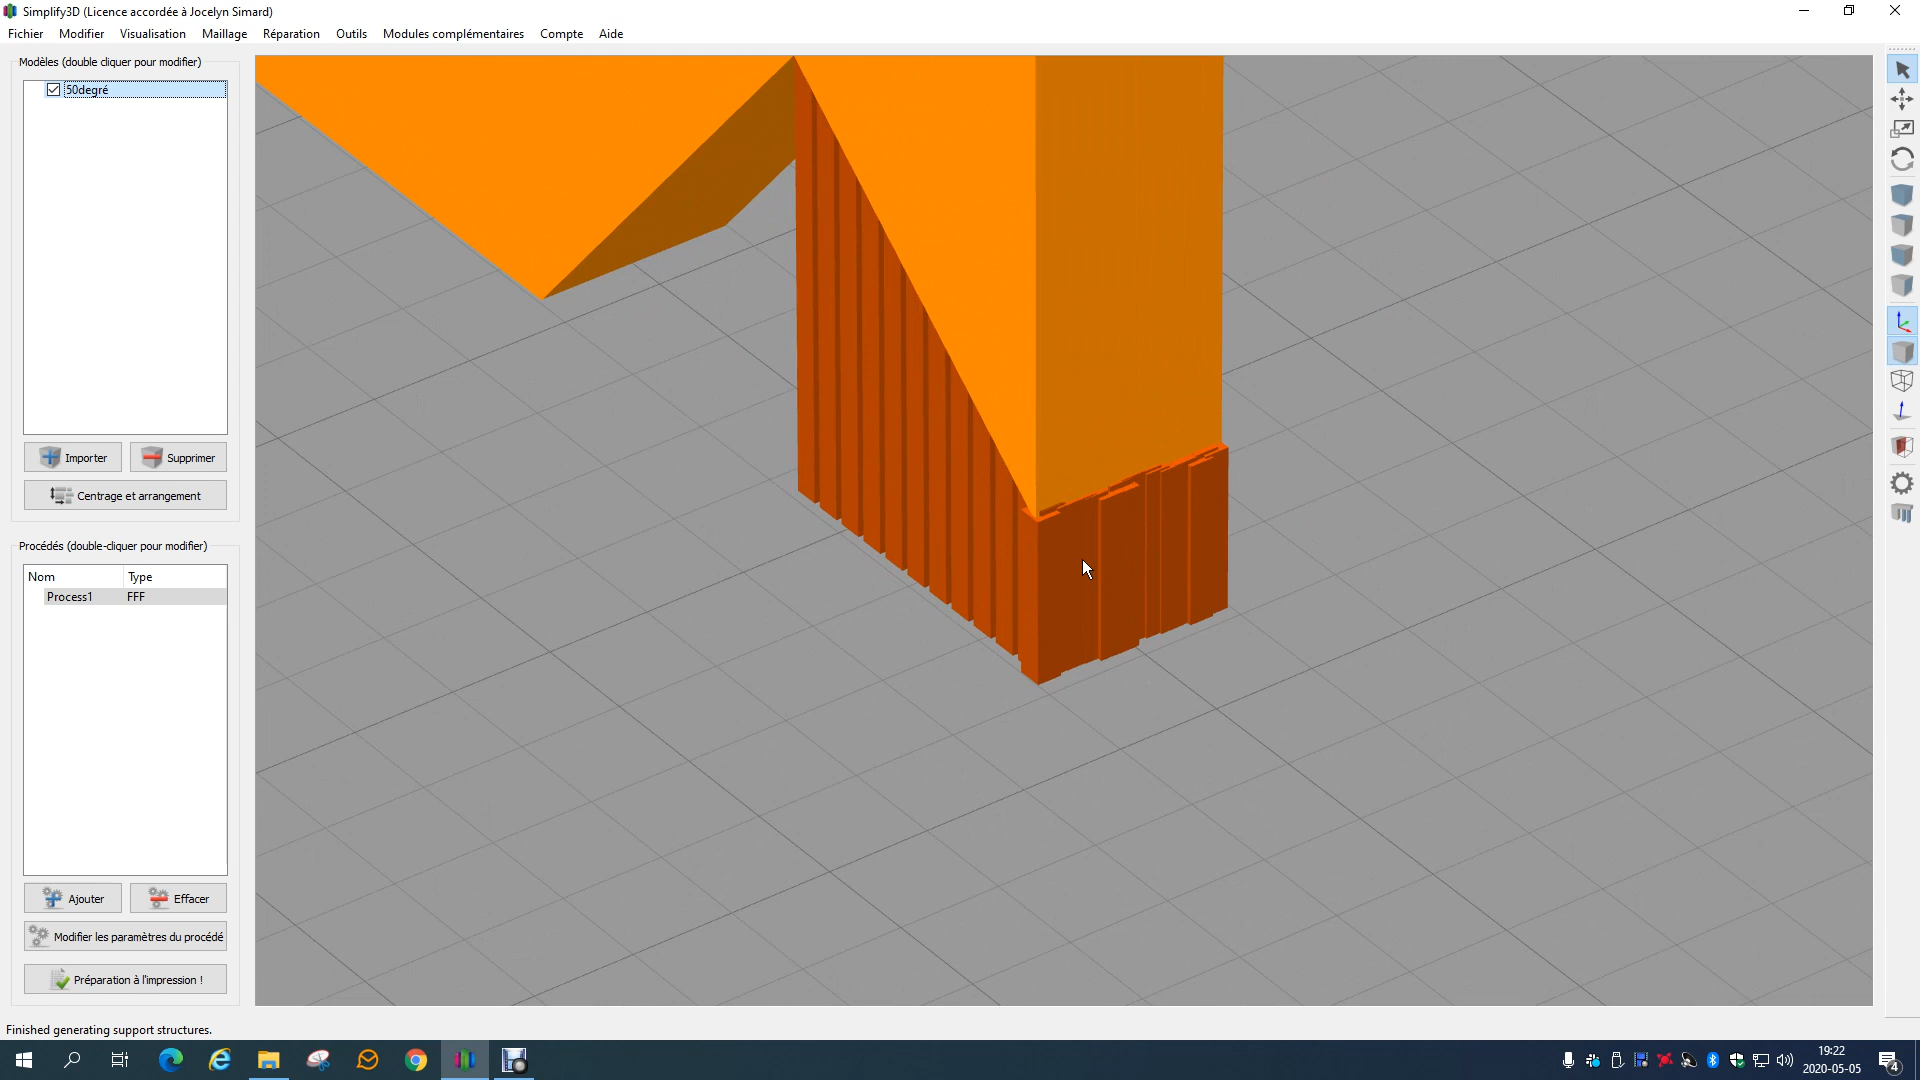 Simplify3D (Licence accordée à Jocelyn Simard)
Fichier Modifier Visualisation Maillage Réparation Outils Modules complémentaires Compte Aide
Modèles (double cliquer pour modifier)
50degré
Importer Supprimer
Centrage et arrangement
Procédés (double-cliquer pour modifier)
Nom Type
Process1 FFF
Ajouter Effacer
Modifier les paramètres du procédé
Préparation à l'impression !
Finished generating support structures.
19:22
2020-05-05
4